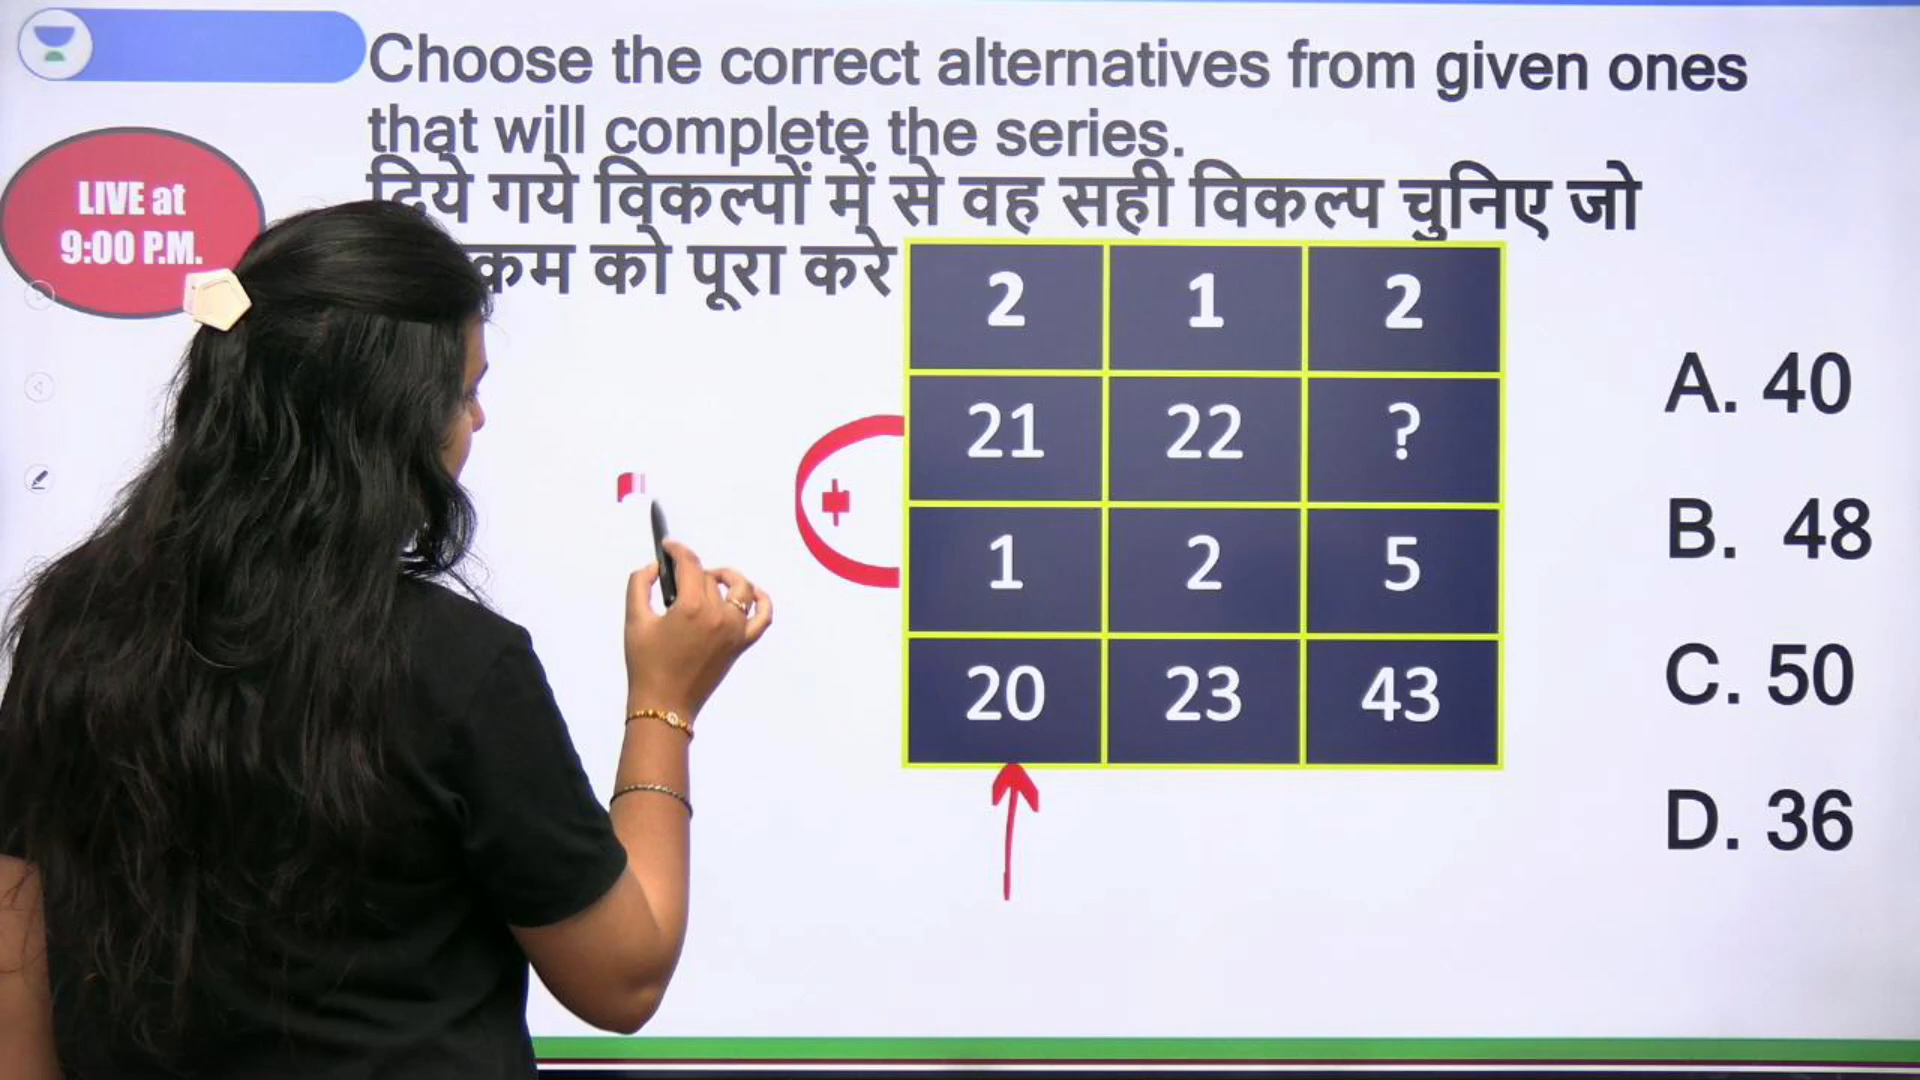 Choose the correct alternatives from given ones
that will complete the series.
दिये गये विकल्पों में से वह सही विकल्प चुनिए जो
क्रम को पूरा करे
LIVE at
9:00 P.M.
2 1 2
21 22 ?
1 2 5
20 23 43
+
A. 40
B. 48
C. 50
D. 36